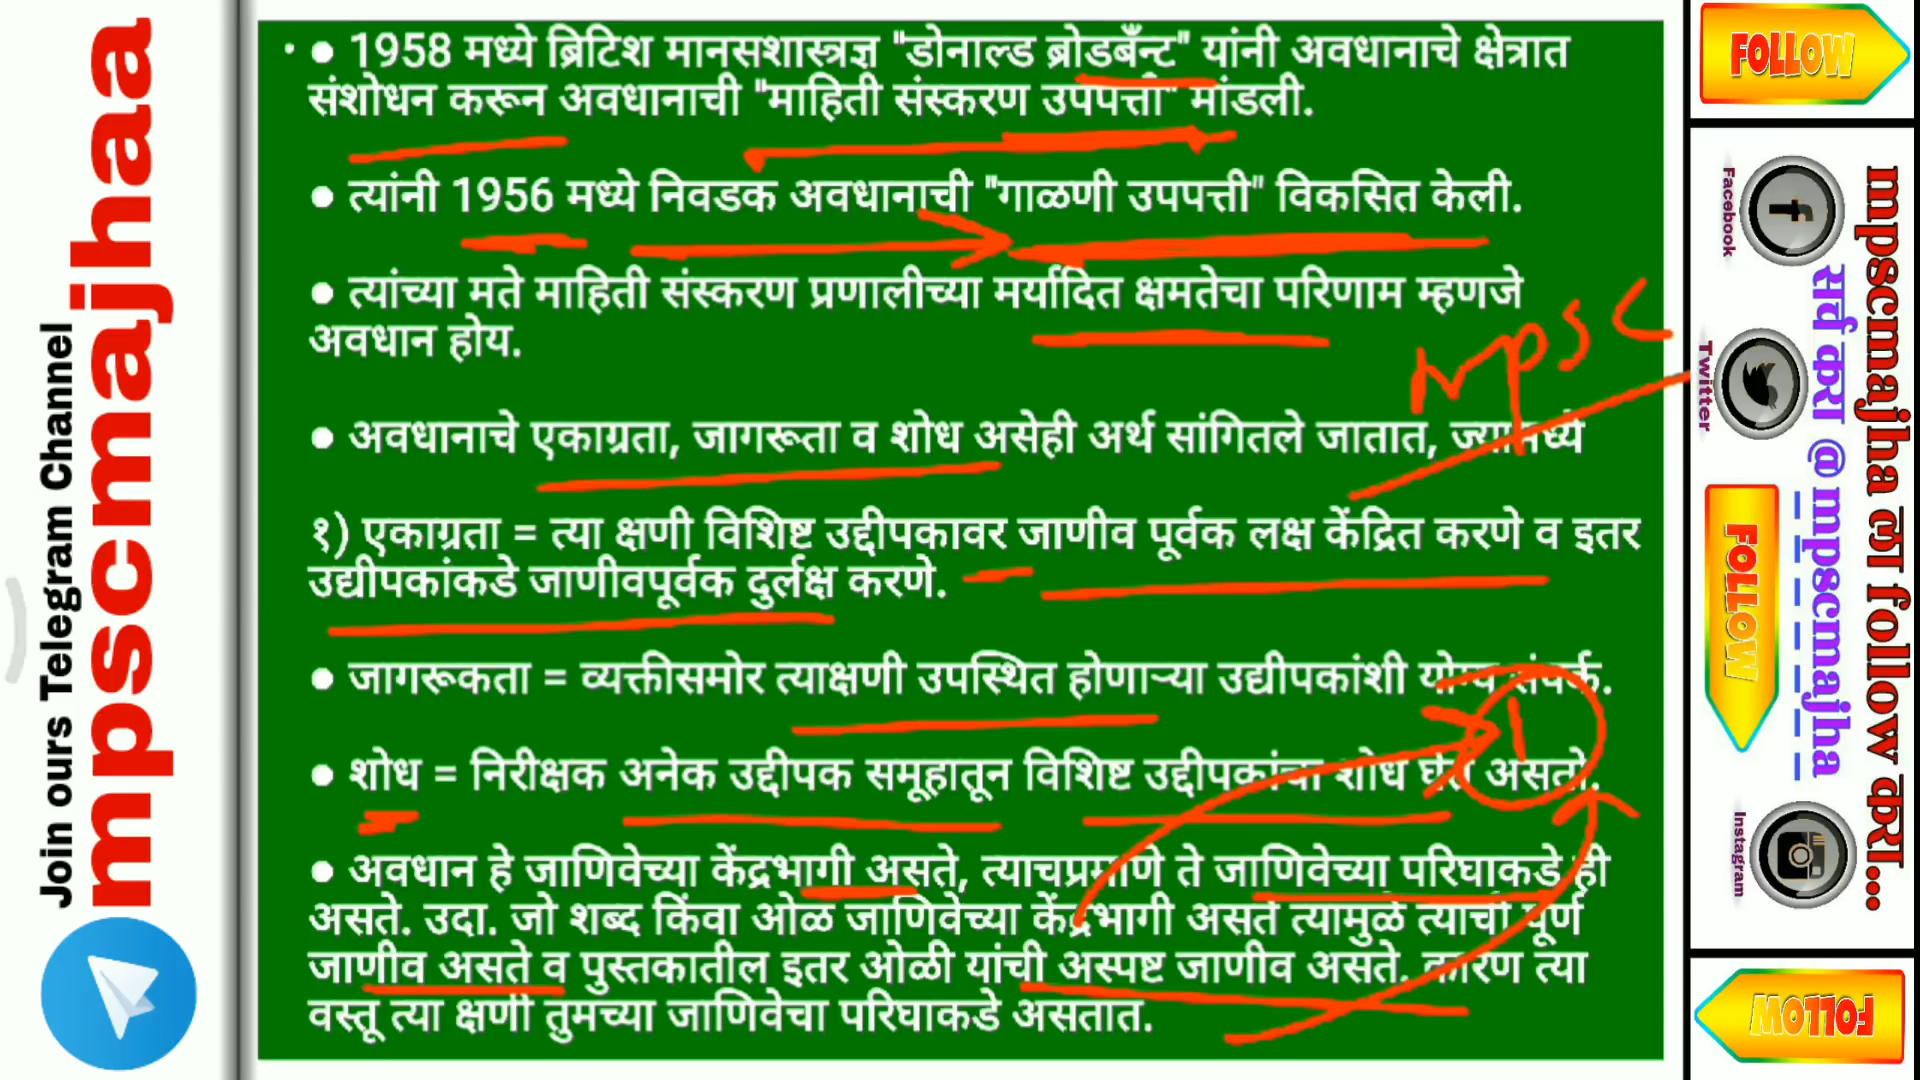 Join ours Telegram Channel
mpscmajhaa
• ● 1958 मध्ये ब्रिटिश मानसशास्त्रज्ञ "डोनाल्ड ब्रोडबँन्ट" यांनी अवधानाचे क्षेत्रात
संशोधन करून अवधानाची "माहिती संस्करण उपपत्ती" मांडली.
● त्यांनी 1956 मध्ये निवडक अवधानाची "गाळणी उपपत्ती" विकसित केली.
● त्यांच्या मते माहिती संस्करण प्रणालीच्या मर्यादित क्षमतेचा परिणाम म्हणजे
अवधान होय.
Mpsc
● अवधानाचे एकाग्रता, जागरूता व शोध असेही अर्थ सांगितले जातात, ज्यामध्ये
१) एकाग्रता = त्या क्षणी विशिष्ट उद्दीपकावर जाणीव पूर्वक लक्ष केंद्रित करणे व इतर
उद्यीपकांकडे जाणीवपूर्वक दुर्लक्ष करणे.
● जागरूकता = व्यक्तीसमोर त्याक्षणी उपस्थित होणाऱ्या उद्यीपकांशी योग्य संपर्क.
1
● शोध = निरीक्षक अनेक उद्दीपक समूहातून विशिष्ट उद्दीपकांचा शोध घेत असतो.
● अवधान हे जाणिवेच्या केंद्रभागी असते, त्याचप्रमाणे ते जाणिवेच्या परिघाकडे ही
असते. उदा. जो शब्द किंवा ओळ जाणिवेच्या केंद्रभागी असते त्यामुळे त्याची पूर्ण
जाणीव असते व पुस्तकातील इतर ओळी यांची अस्पष्ट जाणीव असते. कारण त्या
वस्तू त्या क्षणी तुमच्या जाणिवेचा परिघाकडे असतात.
FOLLOW
mpscmajha ला follow करा...
सर्व करा @mpscmajha
Facebook
Twitter
FOLLOW
Instagram
FOLLOW